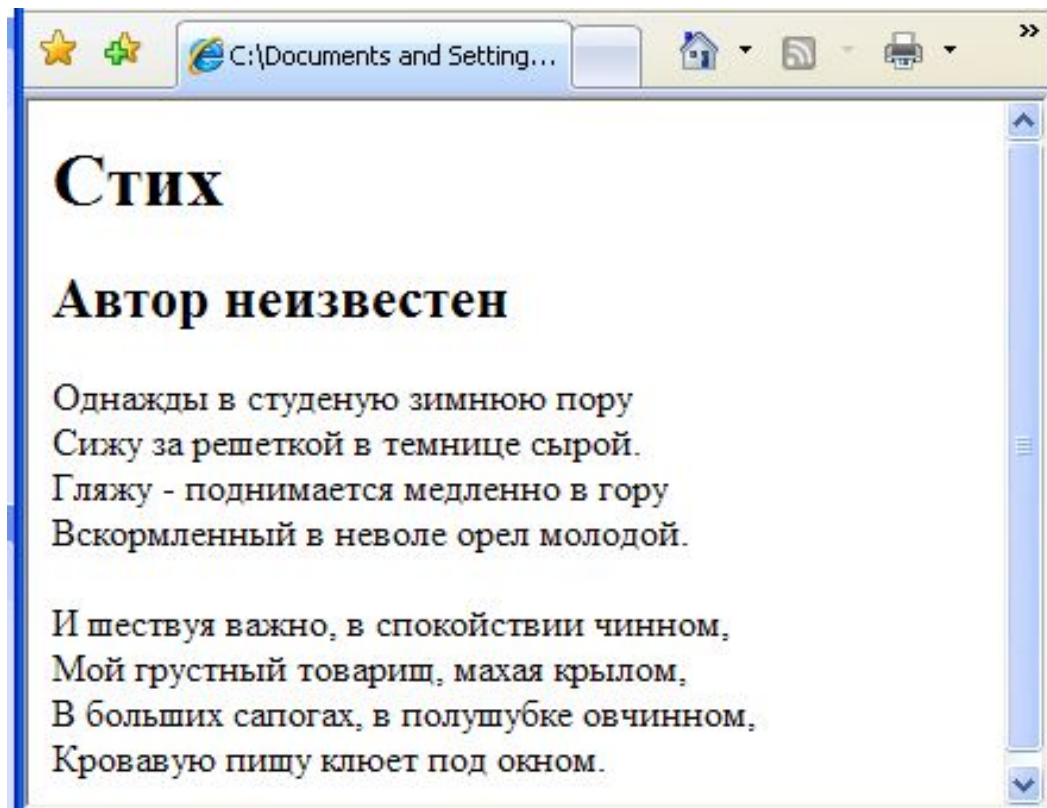 C:\Documents and Setting...
»
Стих
Автор неизвестен
Однажды в студеную зимнюю пору
Сижу за решеткой в темнице сырой.
Гляжу - поднимается медленно в гору
Вскормленный в неволе орел молодой.
И шествуя важно, в спокойствии чинном,
Мой грустный товарищ, махая крылом,
В больших сапогах, в полушубке овчинном,
Кровавую пищу клюет под окном.